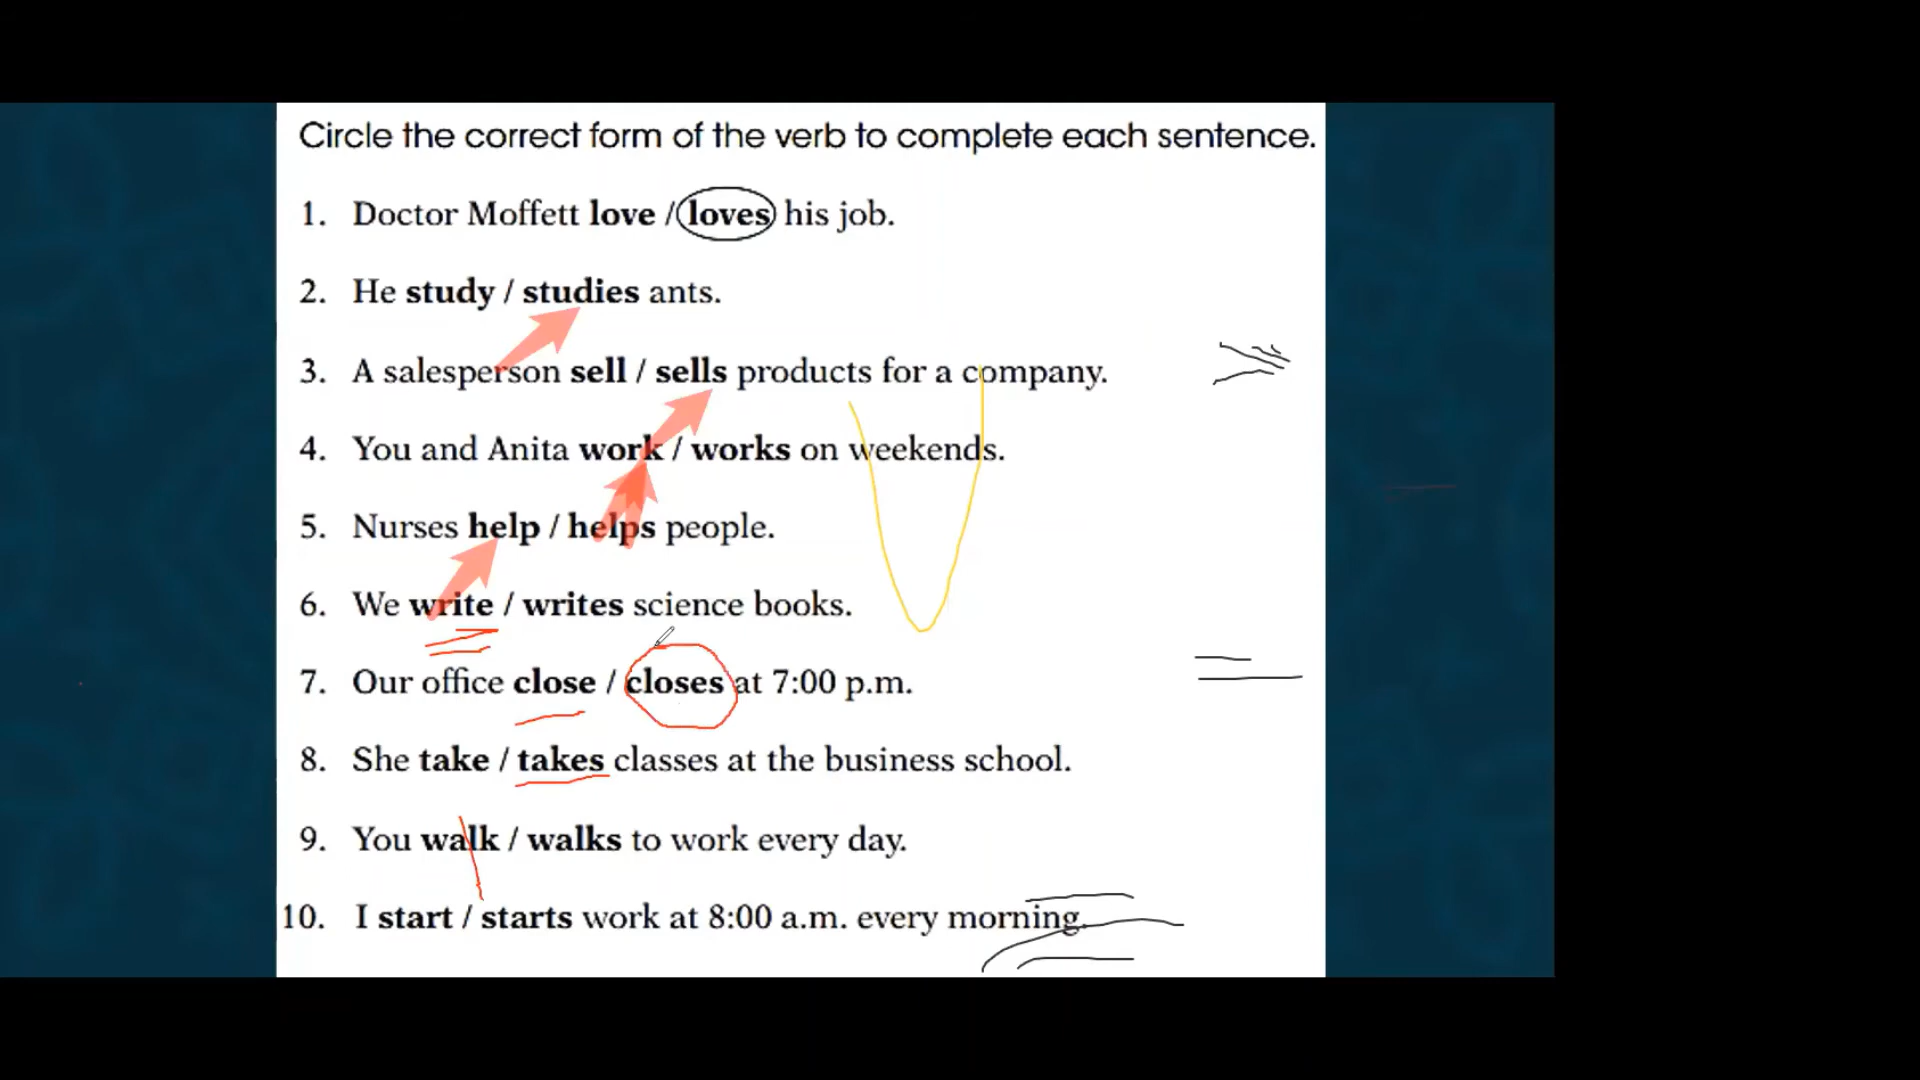 Circle the correct form of the verb to complete each sentence.
1. Doctor Moffett love / loves his job.
2. He study / studies ants.
3. A salesperson sell / sells products for a company.
4. You and Anita work / works on weekends.
5. Nurses help / helps people.
6. We write / writes science books.
7. Our office close / closes at 7:00 p.m.
8. She take / takes classes at the business school.
9. You walk / walks to work every day.
10. I start / starts work at 8:00 a.m. every morning.